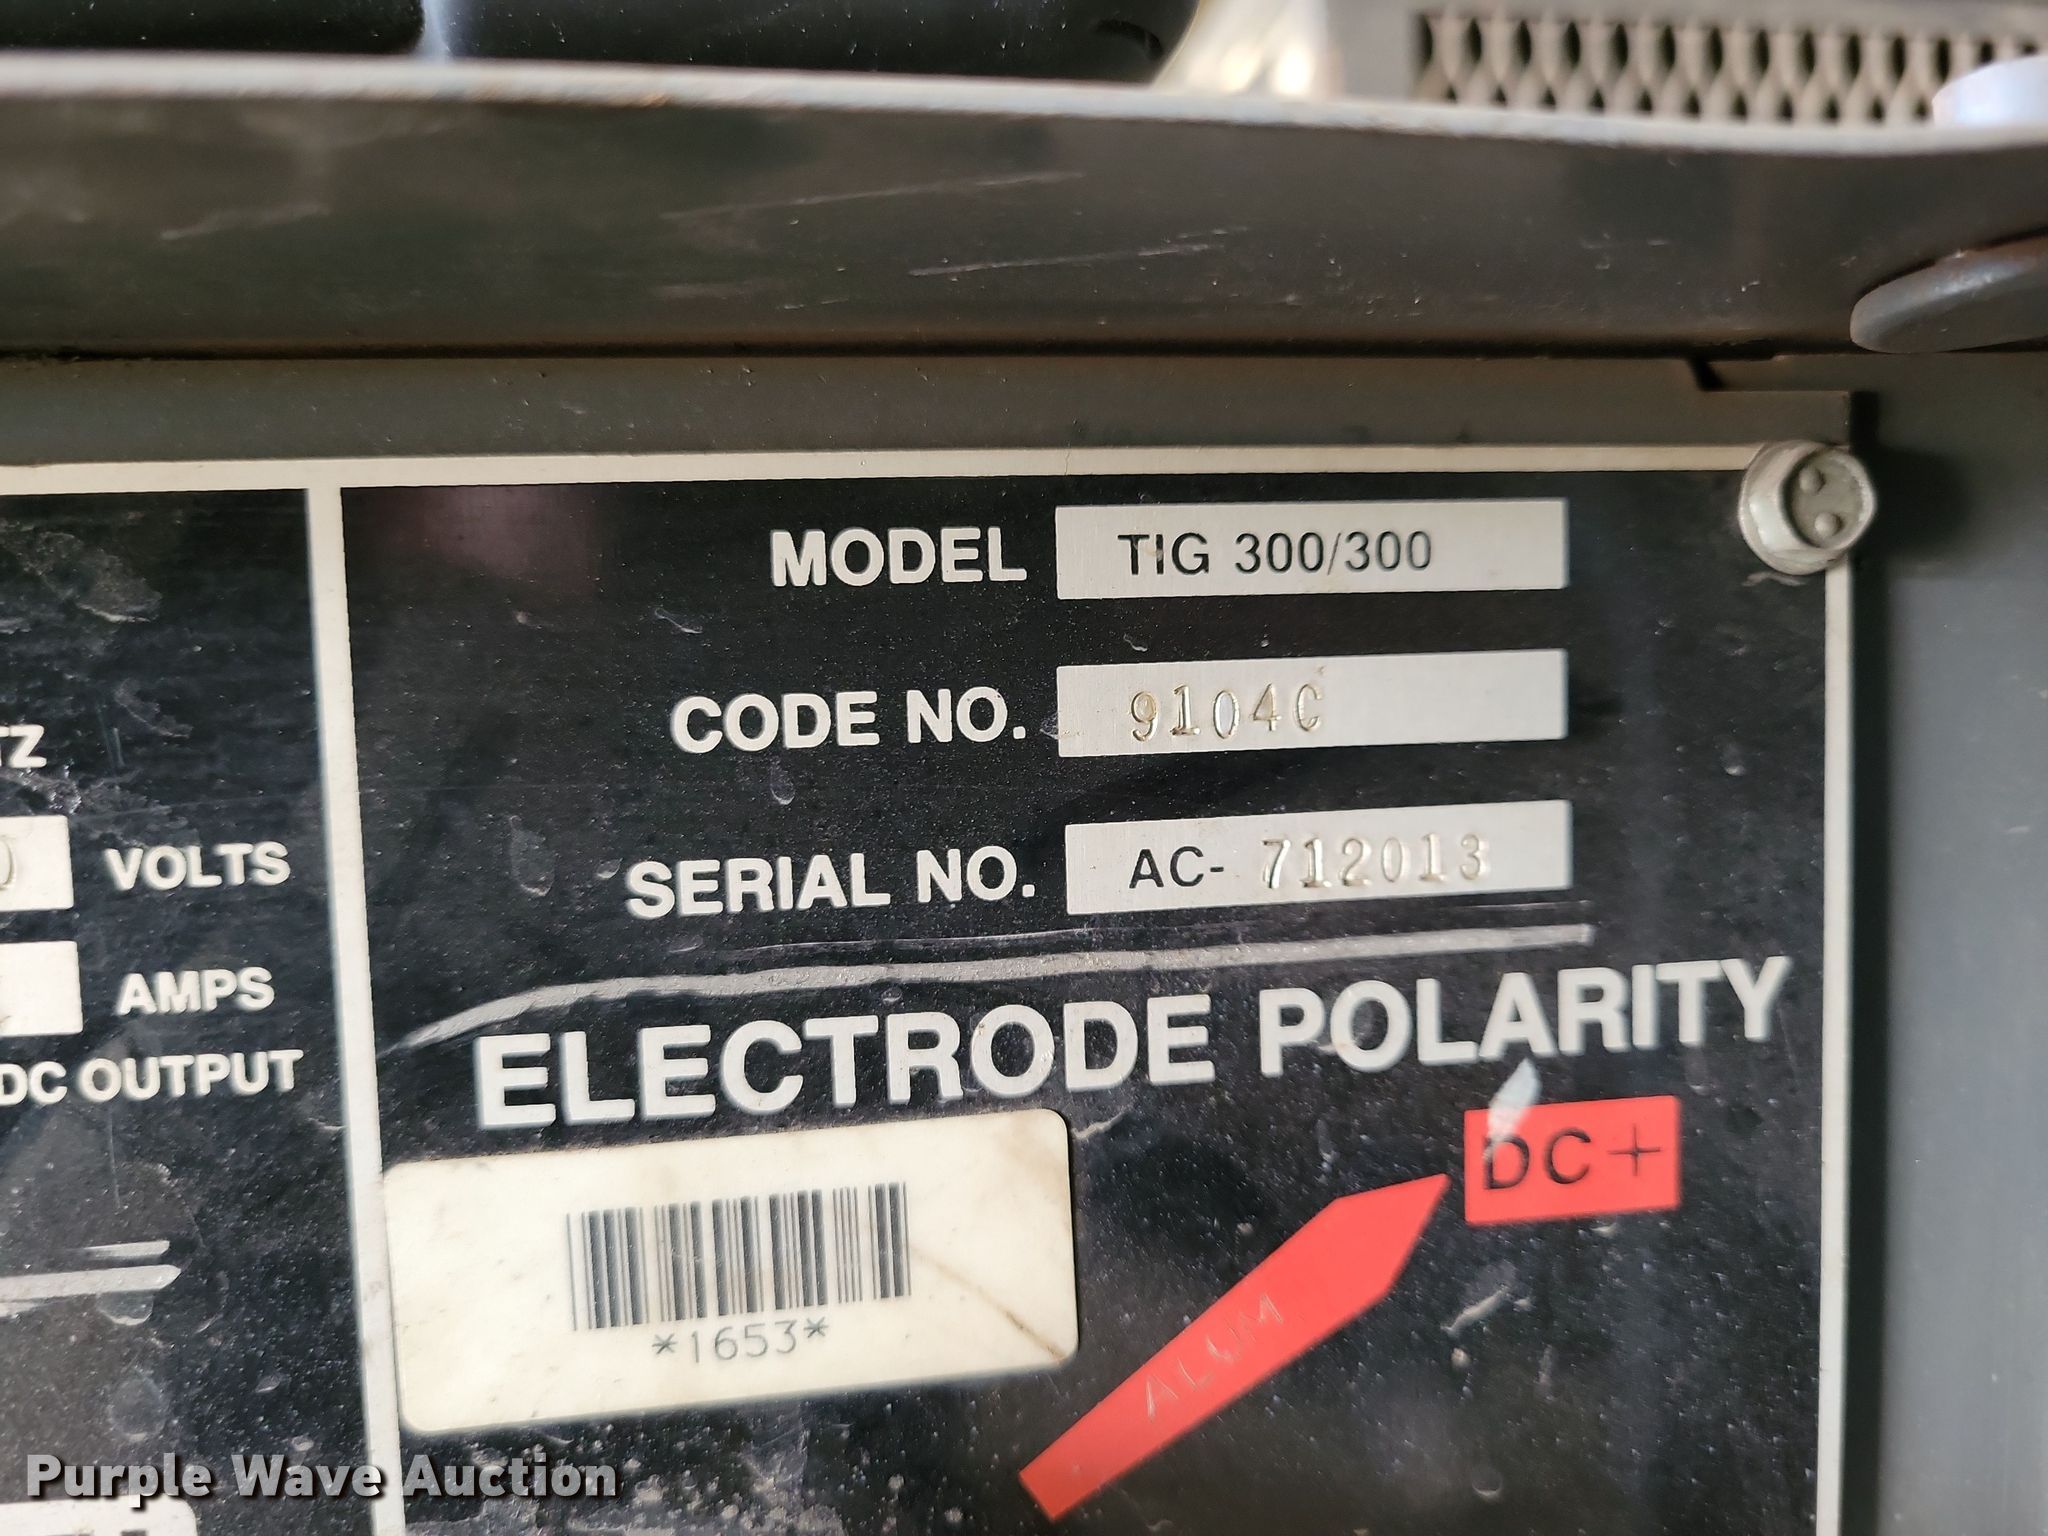 MODEL TIG 300/300
CODE NO. 9104C
SERIAL NO. AC- 712013
VOLTS
AMPS
DC OUTPUT
ELECTRODE POLARITY
DC+
ALUM
*1653*
Purple Wave Auction